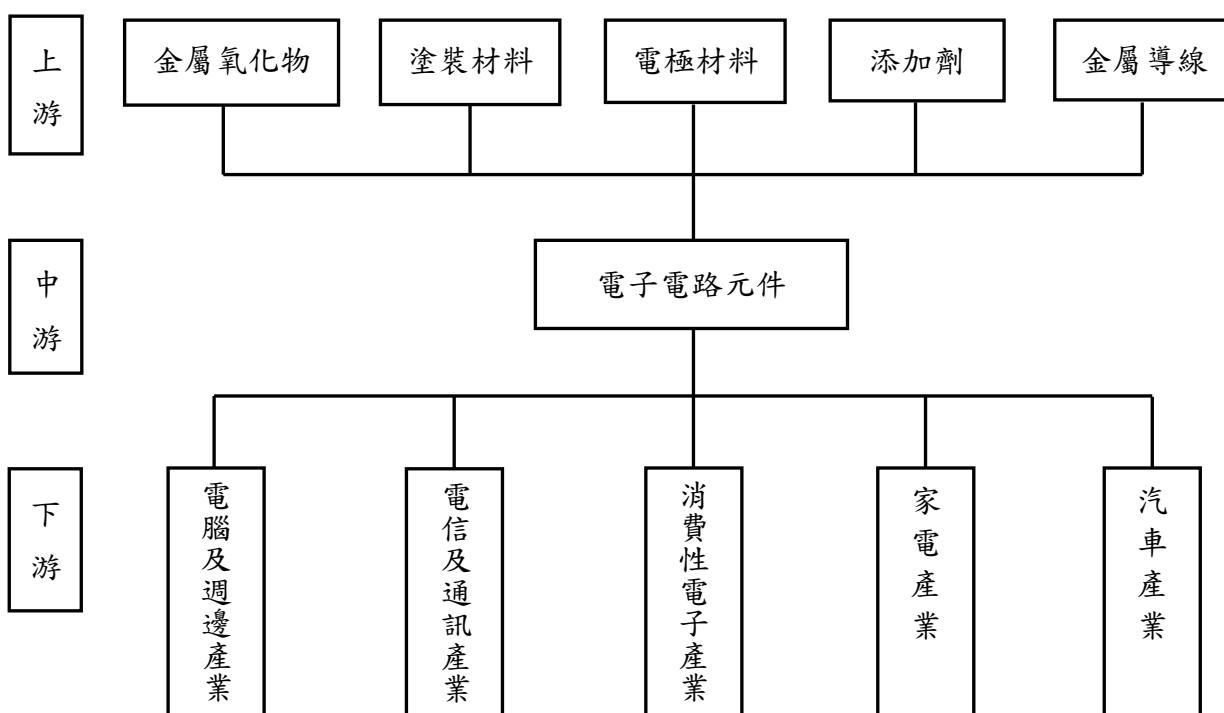 上游
金屬氧化物
塗裝材料
電極材料
添加劑
金屬導線
中游
電子電路元件
下游
電腦及週邊產業
電信及通訊產業
消費性電子產業
家電產業
汽車產業